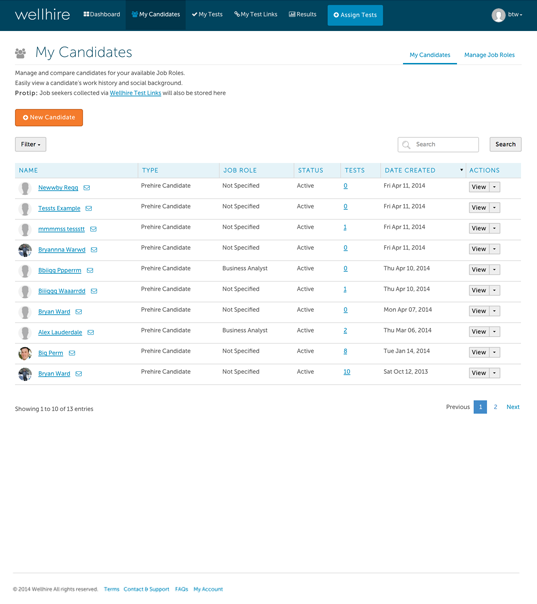 wellhire Dashboard My Candidates My Tests My Test Links Results Assign Tests btw
My Candidates
My Candidates Manage Job Roles
Manage and compare candidates for your available Job Roles.
Easily view a candidate's work history and social background.
Protip: Job seekers collected via Wellhire Test Links will also be stored here
New Candidate
Filter Search Search
NAME TYPE JOB ROLE STATUS TESTS DATE CREATED ACTIONS
Newwby Regg Prehire Candidate Not Specified Active 0 Fri Apr 11, 2014 View
Tessts Example Prehire Candidate Not Specified Active 0 Fri Apr 11, 2014 View
mmmmss tesstt Prehire Candidate Not Specified Active 1 Fri Apr 11, 2014 View
Bryannna Warwd Prehire Candidate Not Specified Active 0 Fri Apr 11, 2014 View
Bbiigg Ppperrm Prehire Candidate Business Analyst Active 0 Thu Apr 10, 2014 View
Biiiggg Waaarrdd Prehire Candidate Not Specified Active 1 Thu Apr 10, 2014 View
Bryan Ward Prehire Candidate Not Specified Active 0 Mon Apr 07, 2014 View
Alex Lauderdale Prehire Candidate Business Analyst Active 2 Thu Mar 06, 2014 View
Big Perm Prehire Candidate Not Specified Active 8 Tue Jan 14, 2014 View
Bryan Ward Prehire Candidate Not Specified Active 10 Sat Oct 12, 2013 View
Showing 1 to 10 of 13 entries Previous 1 2 Next
© 2014 Wellhire All rights reserved. Terms Contact & Support FAQs My Account